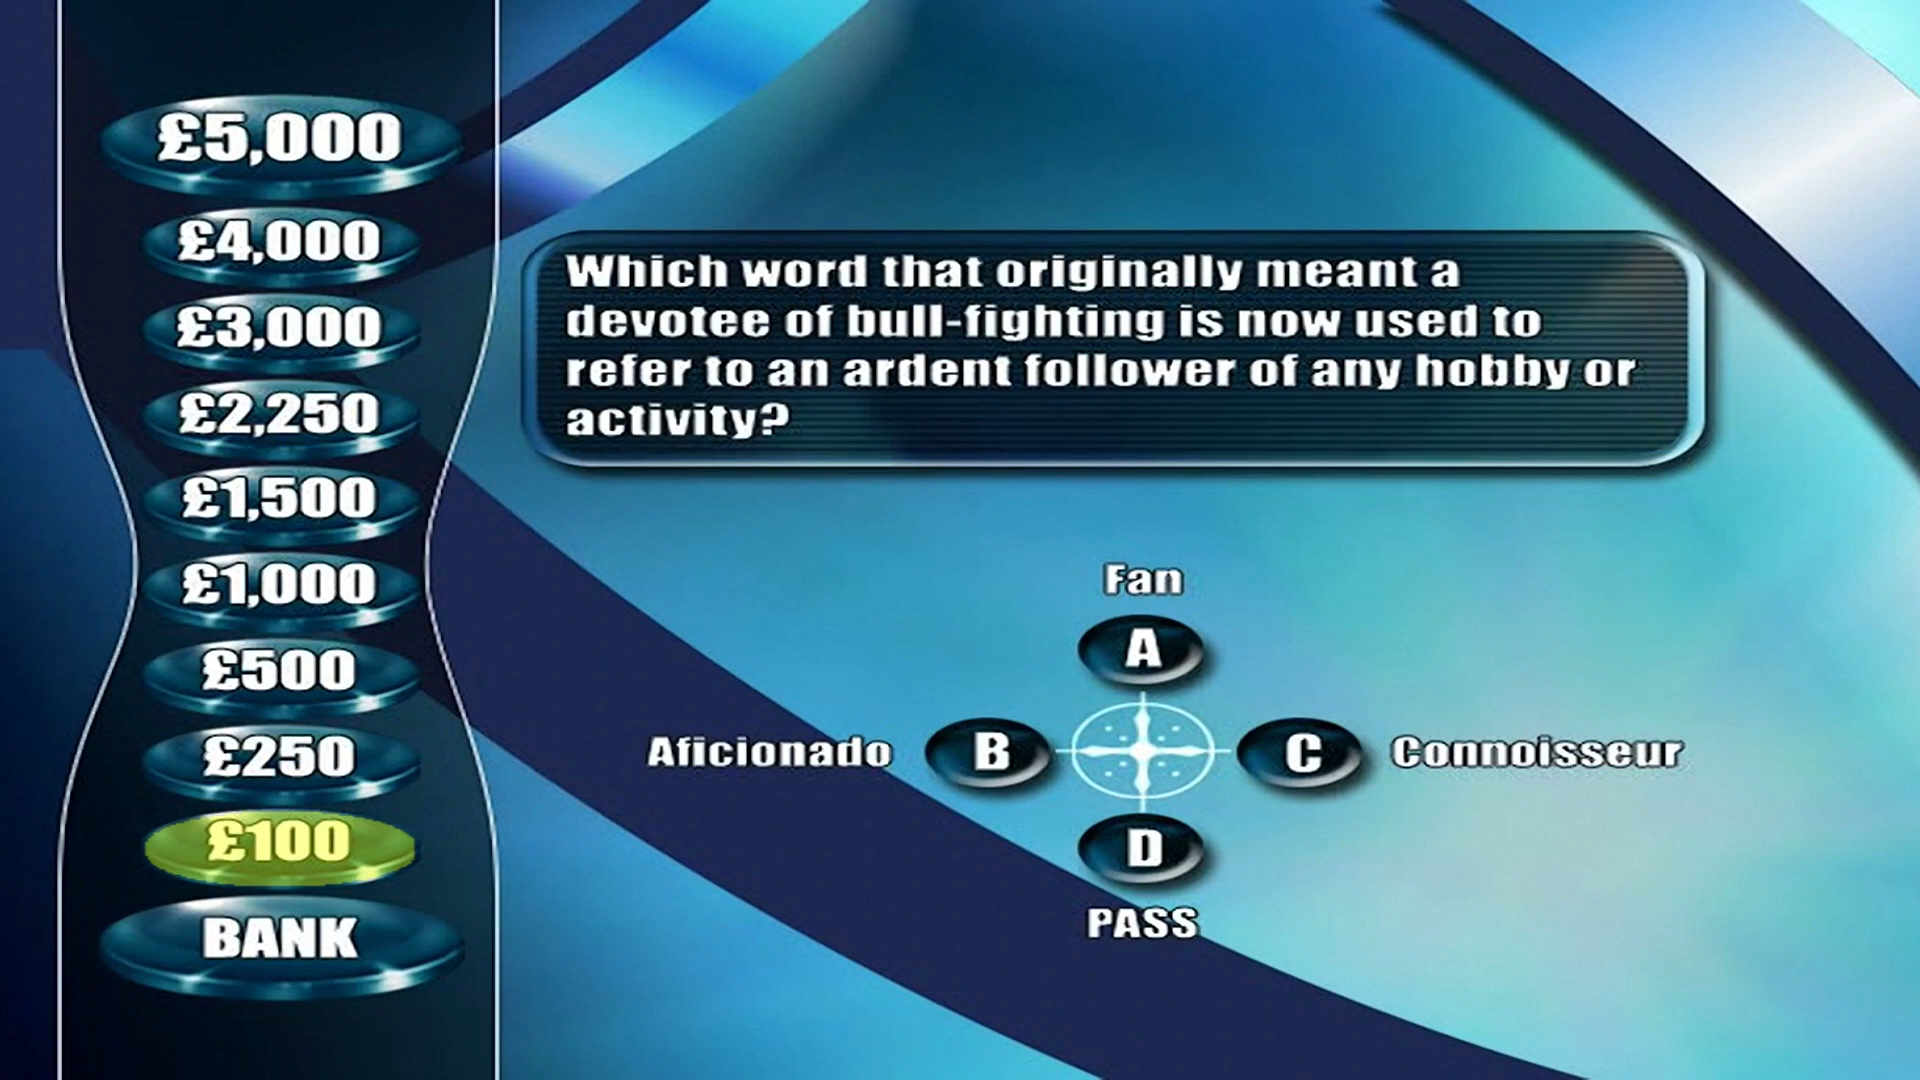 £5,000
£4,000
£3,000
£2,250
£1,500
£1,000
£500
£250
£100
BANK
Which word that originally meant a
devotee of bull-fighting is now used to
refer to an ardent follower of any hobby or
activity?
Fan
A
Aficionado B C Connoisseur
D
PASS